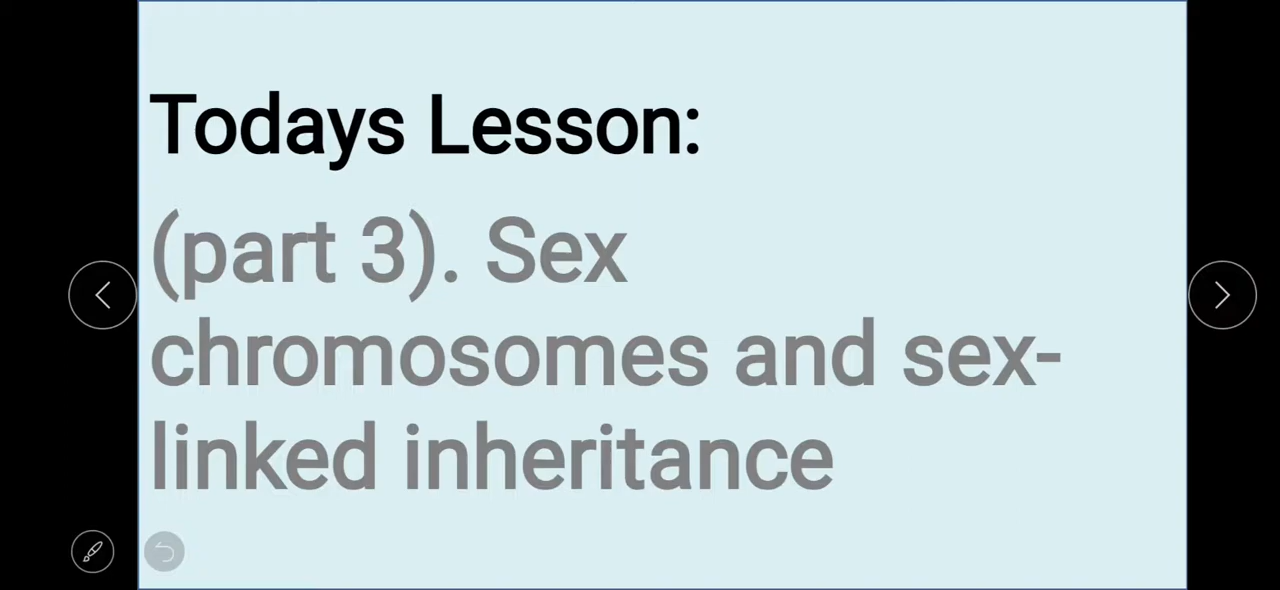 Todays Lesson:
(part 3). Sex
chromosomes and sex-
linked inheritance